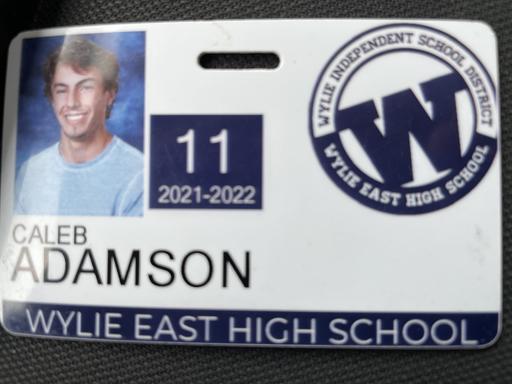 WYLIE INDEPENDENT SCHOOL DISTRICT
W
WYLIE EAST HIGH SCHOOL
11
2021-2022
CALEB
ADAMSON
WYLIE EAST HIGH SCHOOL